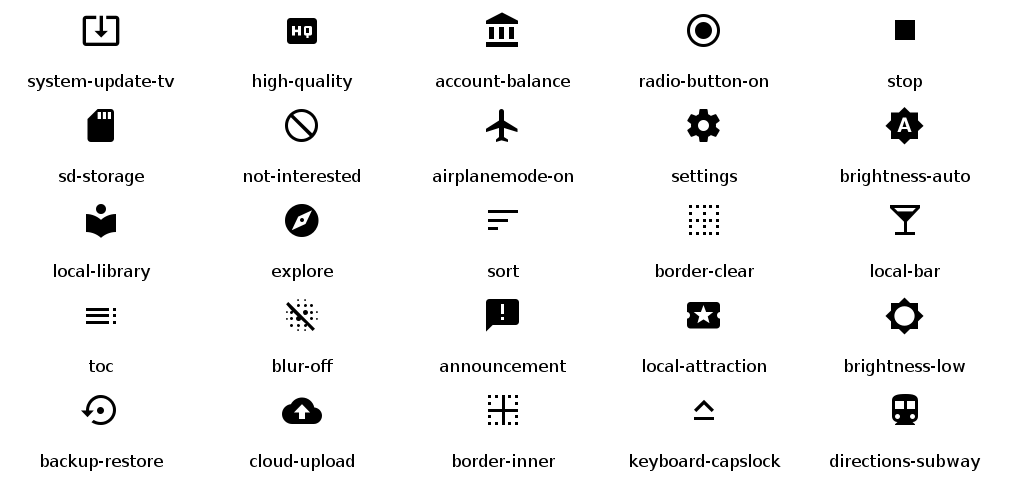 HQ
system-update-tv high-quality account-balance radio-button-on stop
A
sd-storage not-interested airplanemode-on settings brightness-auto
local-library explore sort border-clear local-bar
toc blur-off announcement local-attraction brightness-low
backup-restore cloud-upload border-inner keyboard-capslock directions-subway